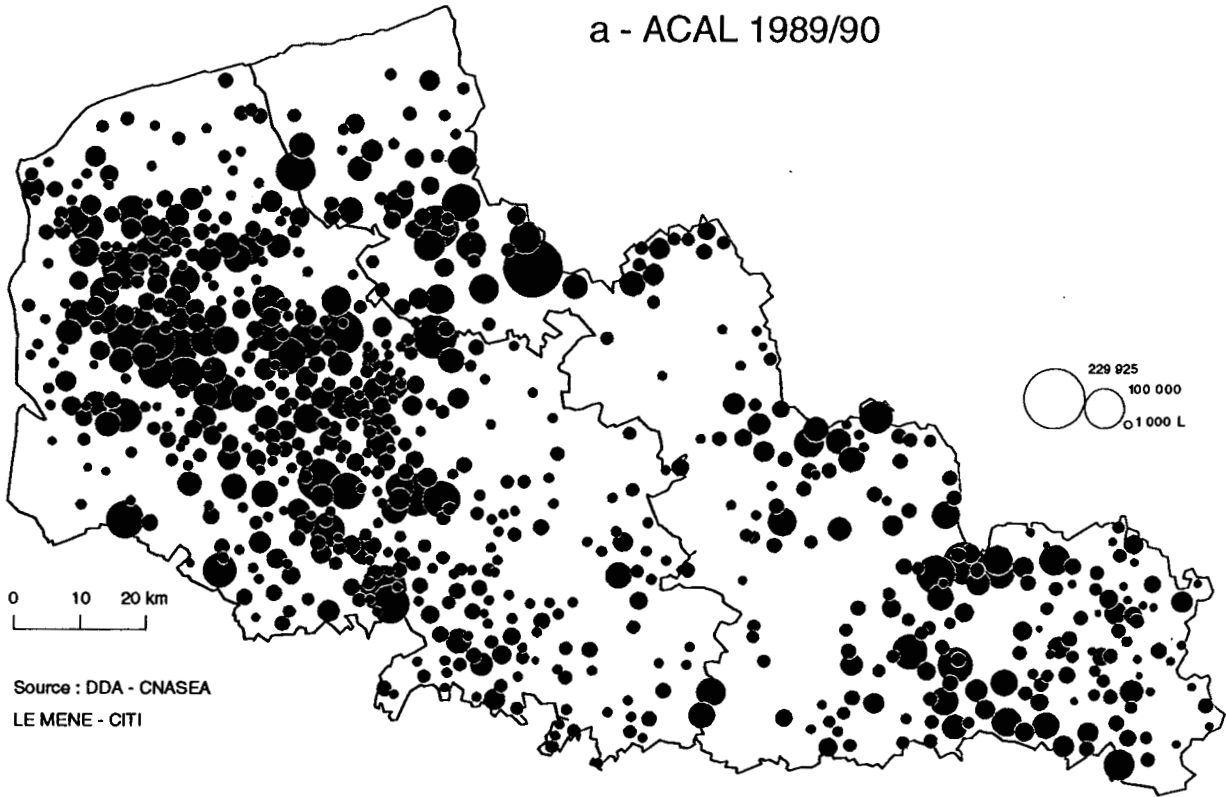 a - ACAL 1989/90
229 925
100 000
1 000 L
0 10 20 km
Source : DDA - CNASEA
LE MENE - CITI